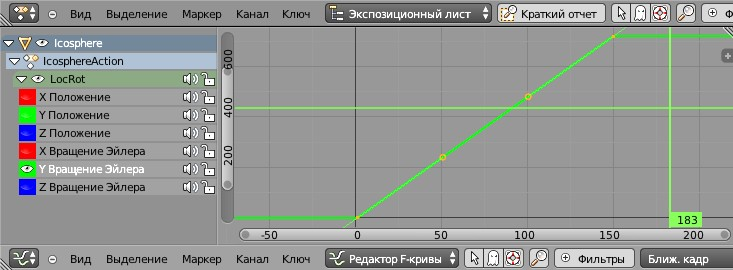 Вид Выделение Маркер Канал Ключ Экспозиционный лист Краткий отчет
Icosphere
IcosphereAction
LocRot
X Положение
Y Положение
Z Положение
X Вращение Эйлера
Y Вращение Эйлера
Z Вращение Эйлера
600
400
200
183
-50 0 50 100 150 200
Вид Выделение Маркер Канал Ключ Редактор F-кривы Фильтры Ближ. кадр